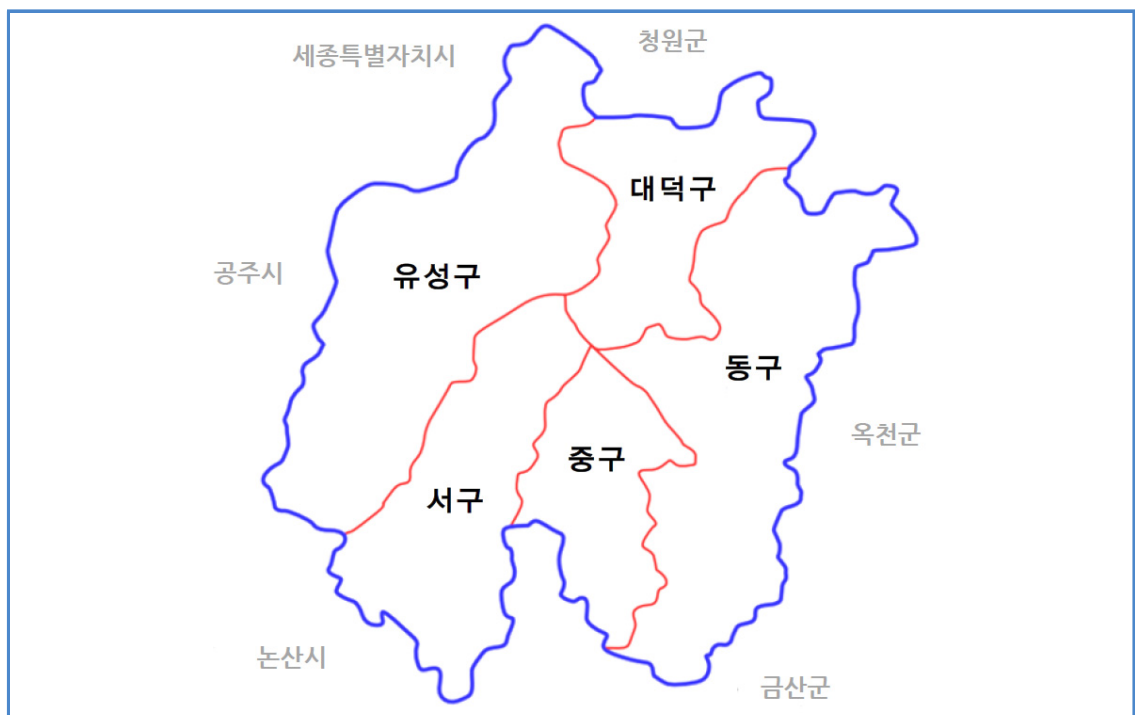 청원군
세종특별자치시
대덕구
공주시
유성구
동구
옥천군
중구
서구
논산시
금산군